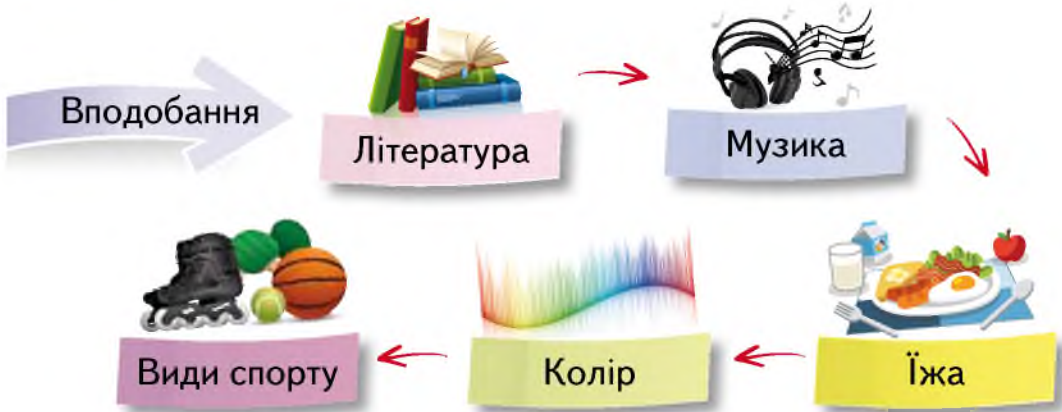 Вподобання
Література
Музика
Їжа
Колір
Види спорту